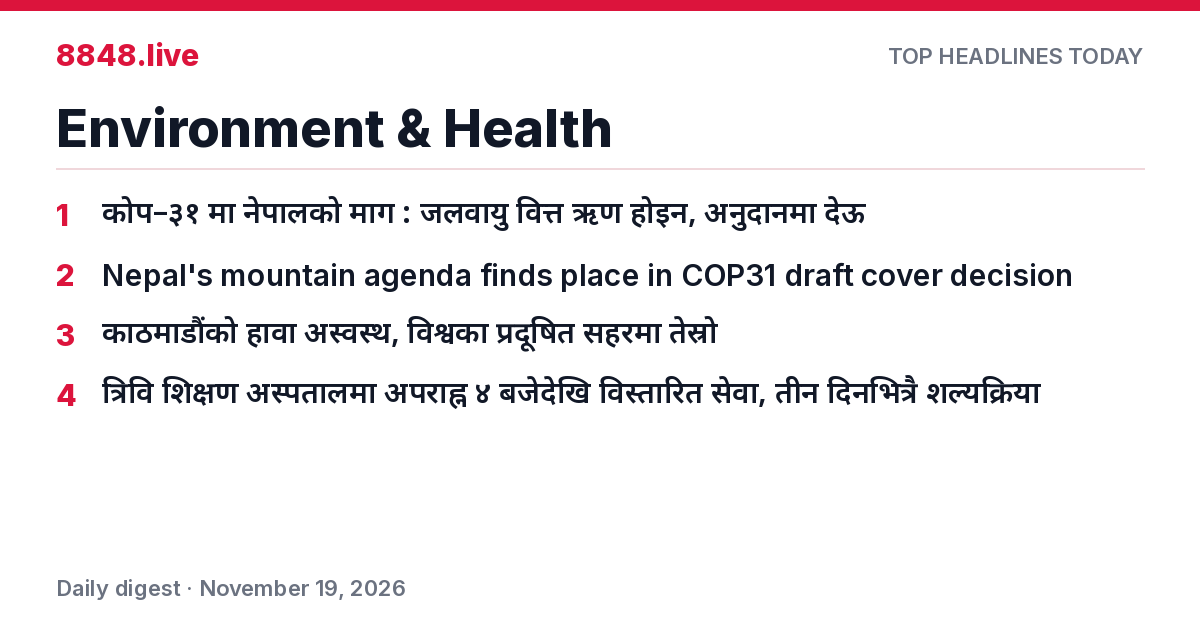 8848.live
TOP HEADLINES TODAY
Environment & Health
1 कोप–३१ मा नेपालको माग : जलवायु वित्त ऋण होइन, अनुदानमा देऊ
2 Nepal's mountain agenda finds place in COP31 draft cover decision
3 काठमाडौंको हावा अस्वस्थ, विश्वका प्रदूषित सहरमा तेस्रो
4 त्रिवि शिक्षण अस्पतालमा अपराह्न ४ बजेदेखि विस्तारित सेवा, तीन दिनभित्रै शल्यक्रिया
Daily digest · November 19, 2026